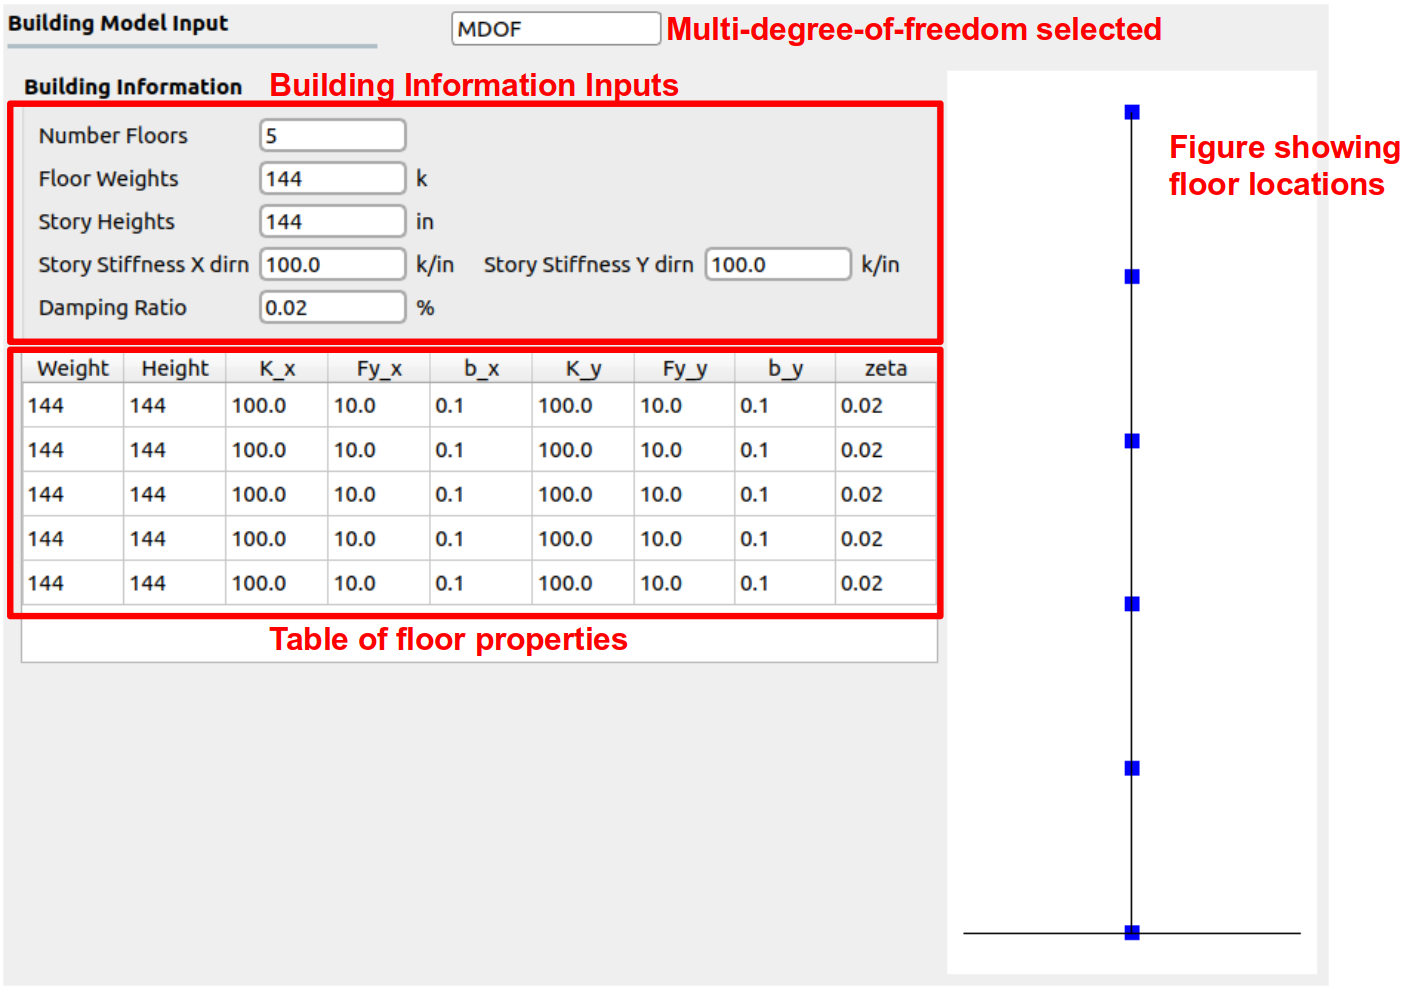 Building Model Input
MDOF
Multi-degree-of-freedom selected
Building Information
Building Information Inputs
Number Floors 5
Floor Weights 144 k
Story Heights 144 in
Story Stiffness X dirn 100.0 k/in Story Stiffness Y dirn 100.0 k/in
Damping Ratio 0.02 %
Weight Height K_x Fy_x b_x K_y Fy_y b_y zeta
144 144 100.0 10.0 0.1 100.0 10.0 0.1 0.02
144 144 100.0 10.0 0.1 100.0 10.0 0.1 0.02
144 144 100.0 10.0 0.1 100.0 10.0 0.1 0.02
144 144 100.0 10.0 0.1 100.0 10.0 0.1 0.02
144 144 100.0 10.0 0.1 100.0 10.0 0.1 0.02
Table of floor properties
Figure showing
floor locations